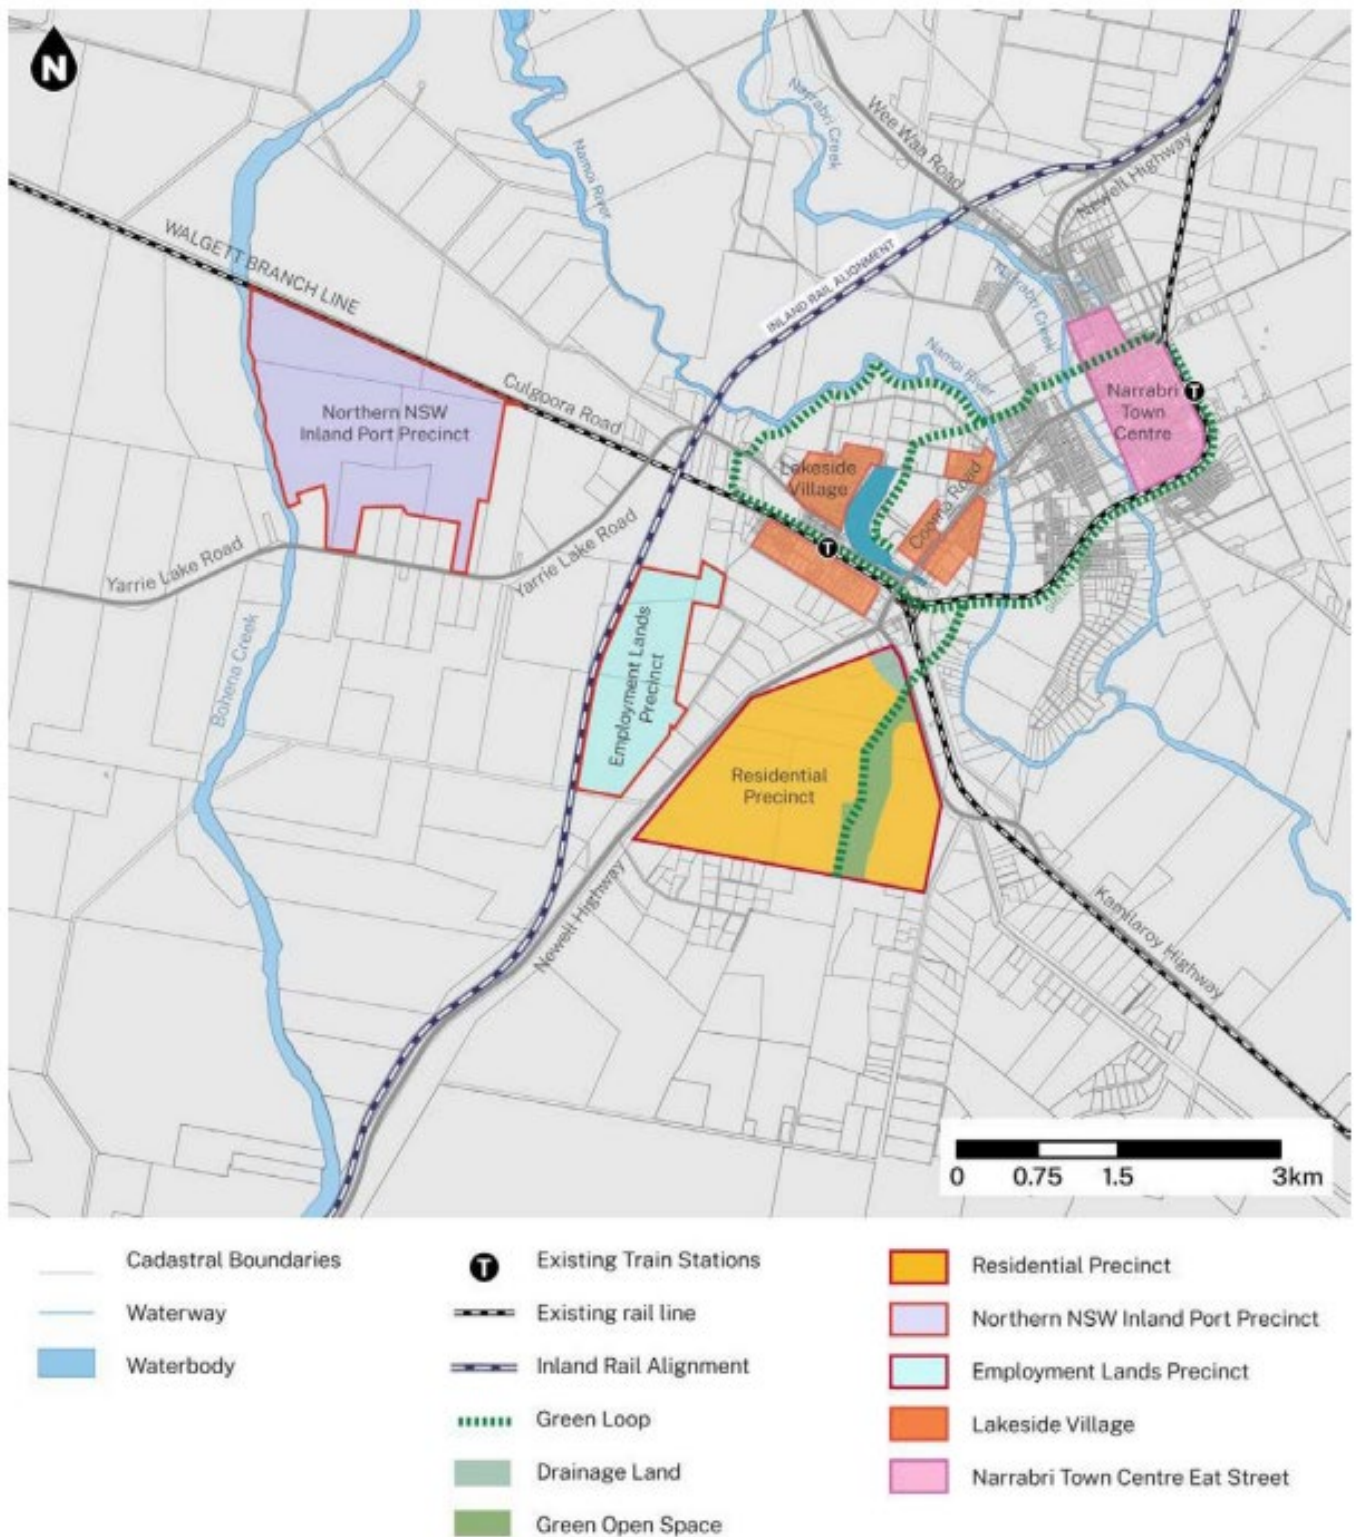 N
Narrabri Creek
Wee Waa Road
Newell Highway
Namoi River
WALGETT BRANCH LINE
INLAND RAIL ALIGNMENT
Narrabri Creek
Namoi River
Culgoora Road
Northern NSW
Inland Port Precinct
Narrabri
Town
Centre
T
Lakeside
Village
Cooma Road
T
Yarrie Lake Road
Yarrie Lake Road
Bohena Creek
Employment Lands
Precinct
Residential
Precinct
Newell Highway
Kamilaroy Highway
0 0.75 1.5 3km
Cadastral Boundaries
Waterway
Waterbody
T Existing Train Stations
Existing rail line
Inland Rail Alignment
Green Loop
Drainage Land
Green Open Space
Residential Precinct
Northern NSW Inland Port Precinct
Employment Lands Precinct
Lakeside Village
Narrabri Town Centre Eat Street